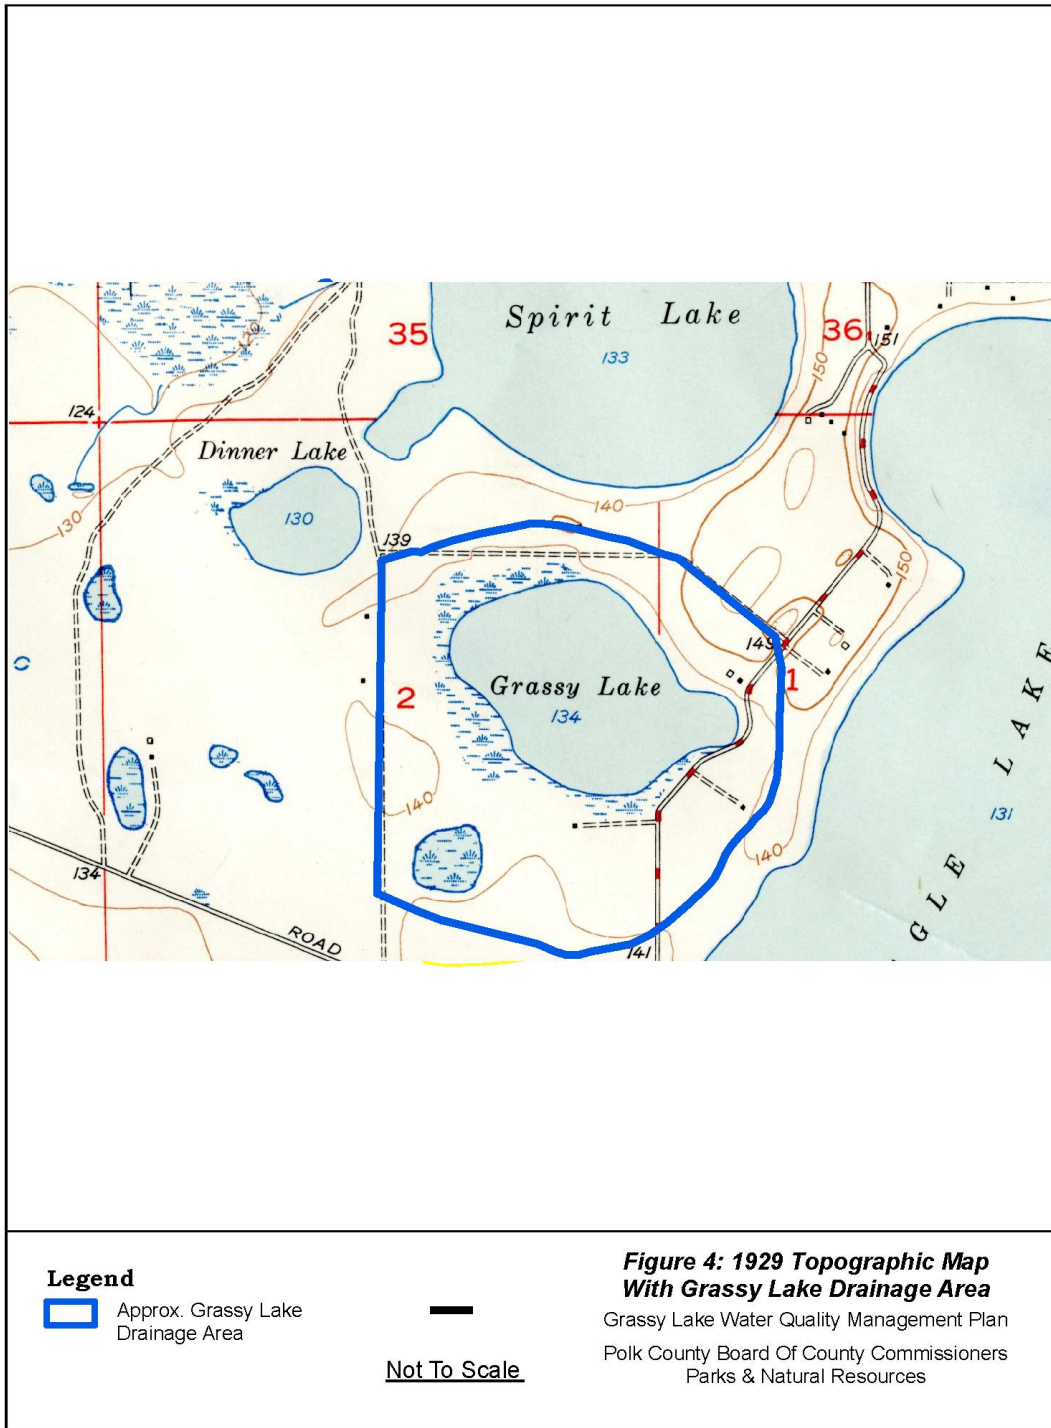 Spirit Lake
133
35
36
151
150
120
124
Dinner Lake
130
130
139
140
150
149
1
Grassy Lake
134
2
140
140
134
ROAD
141
GLE LAKE
131
Legend
Approx. Grassy Lake
Drainage Area
Not To Scale
Figure 4: 1929 Topographic Map
With Grassy Lake Drainage Area
Grassy Lake Water Quality Management Plan
Polk County Board Of County Commissioners
Parks & Natural Resources